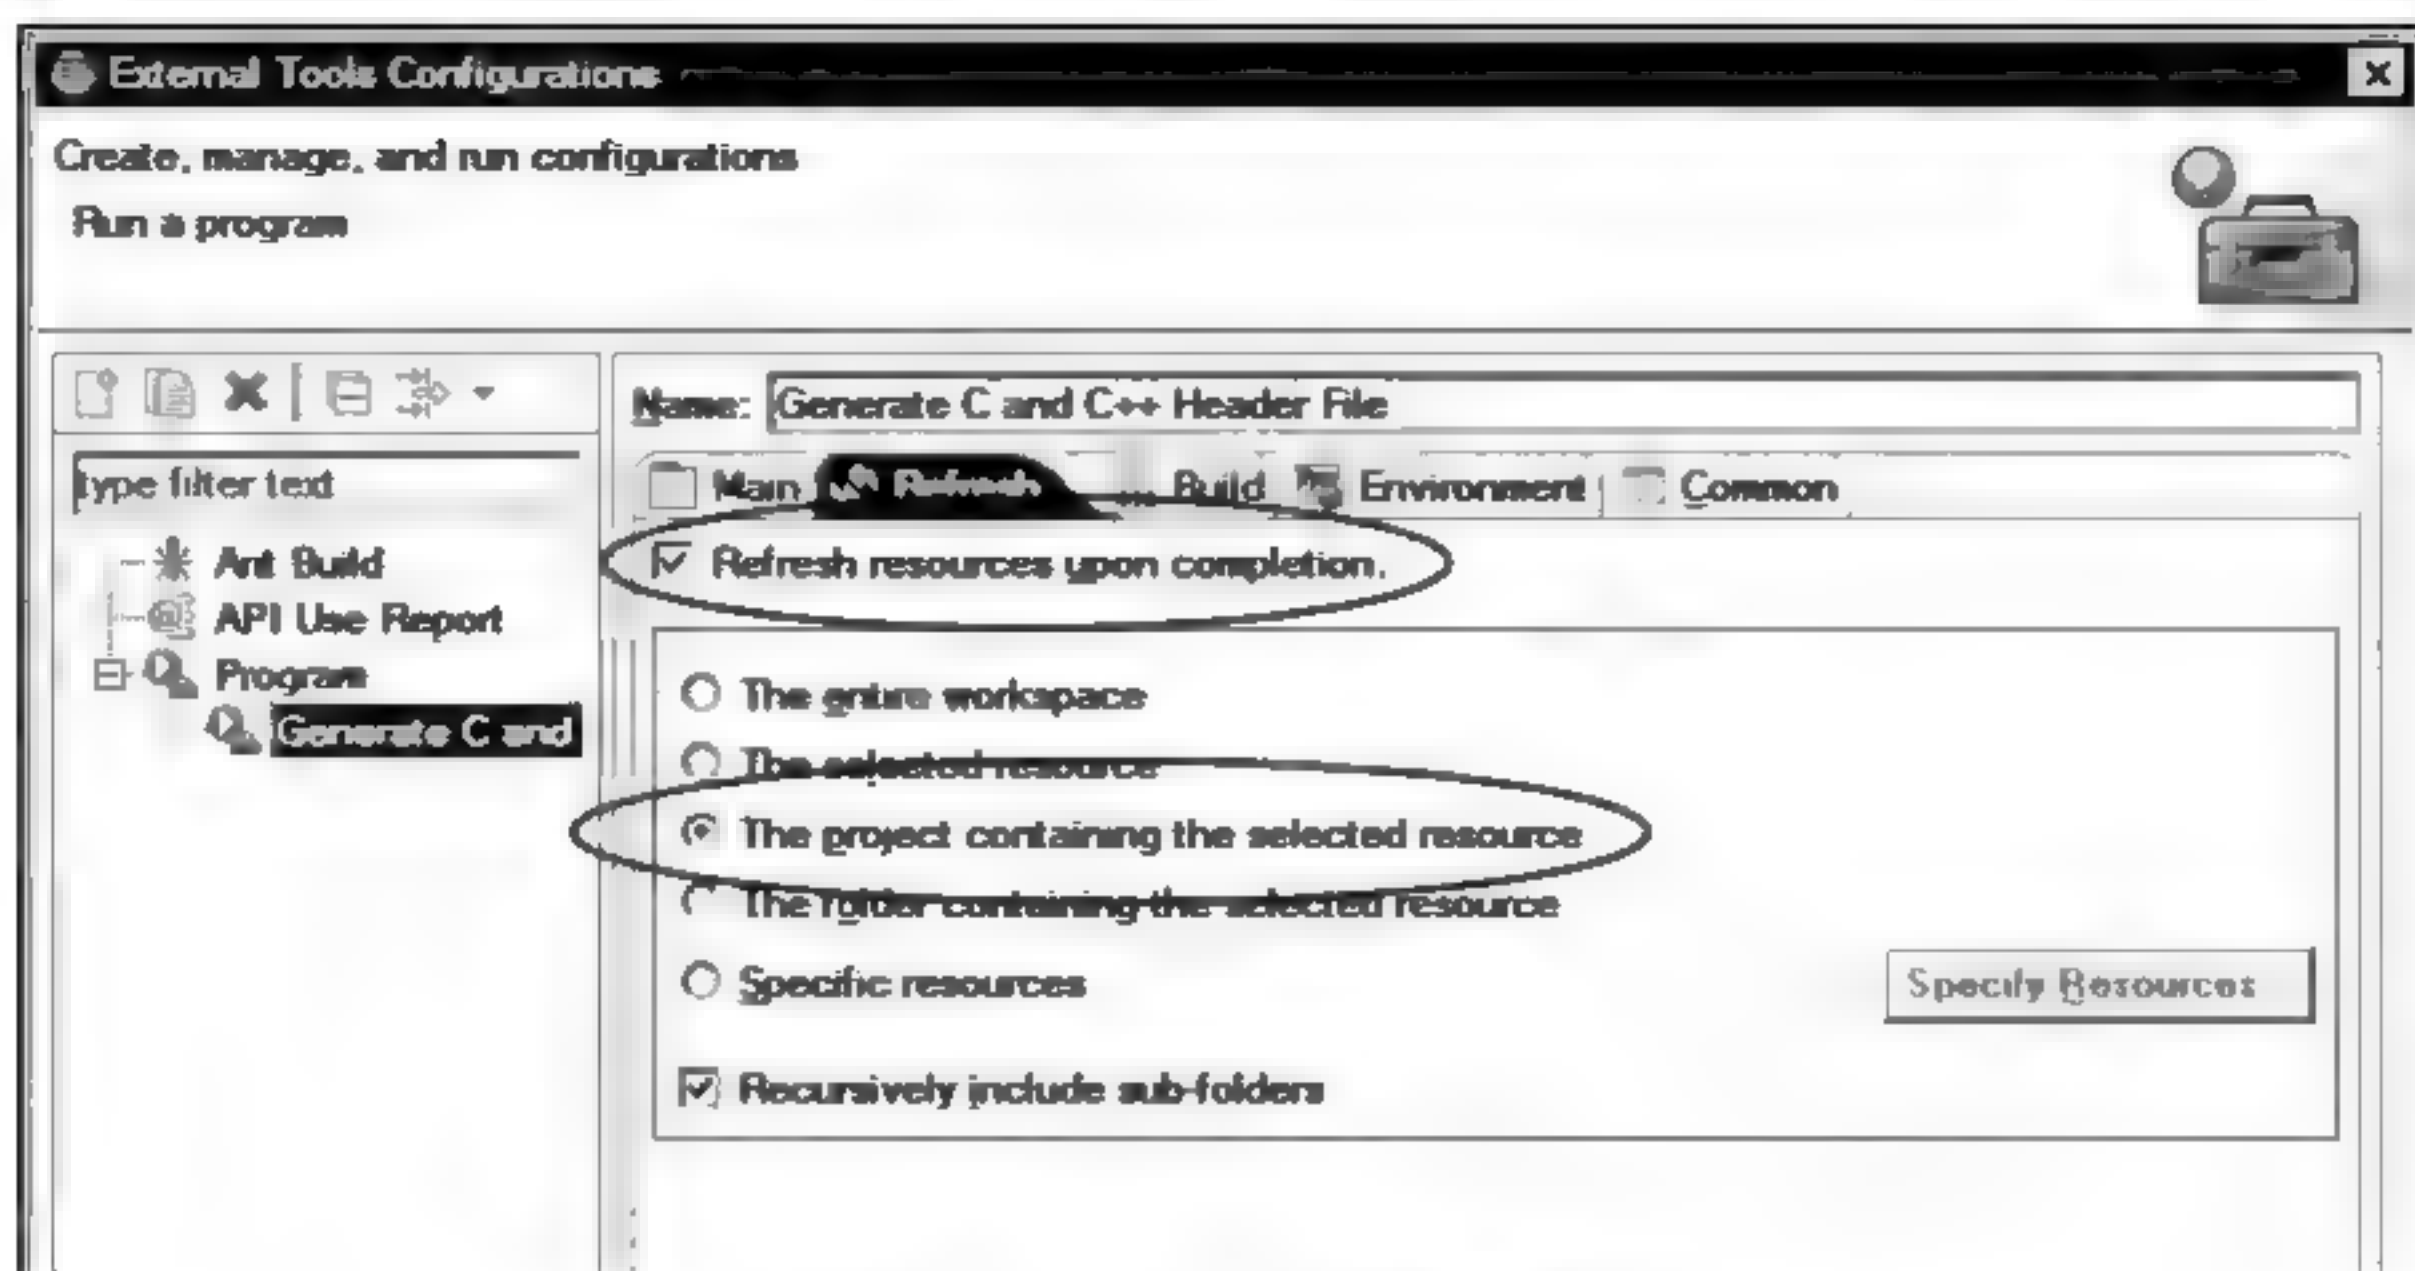 External Tools Configurations
Create, manage, and run configurations
Run a program
Name: Generate C and C++ Header File
type filter text
Main Refresh Build Environment Common
Refresh resources upon completion.
Ant Build
API Use Report
Program
Generate C and
The entire workspace
The selected resource
The project containing the selected resource
The folder containing the selected resource
Specific resources
Specify Resources
Recursively include sub-folders